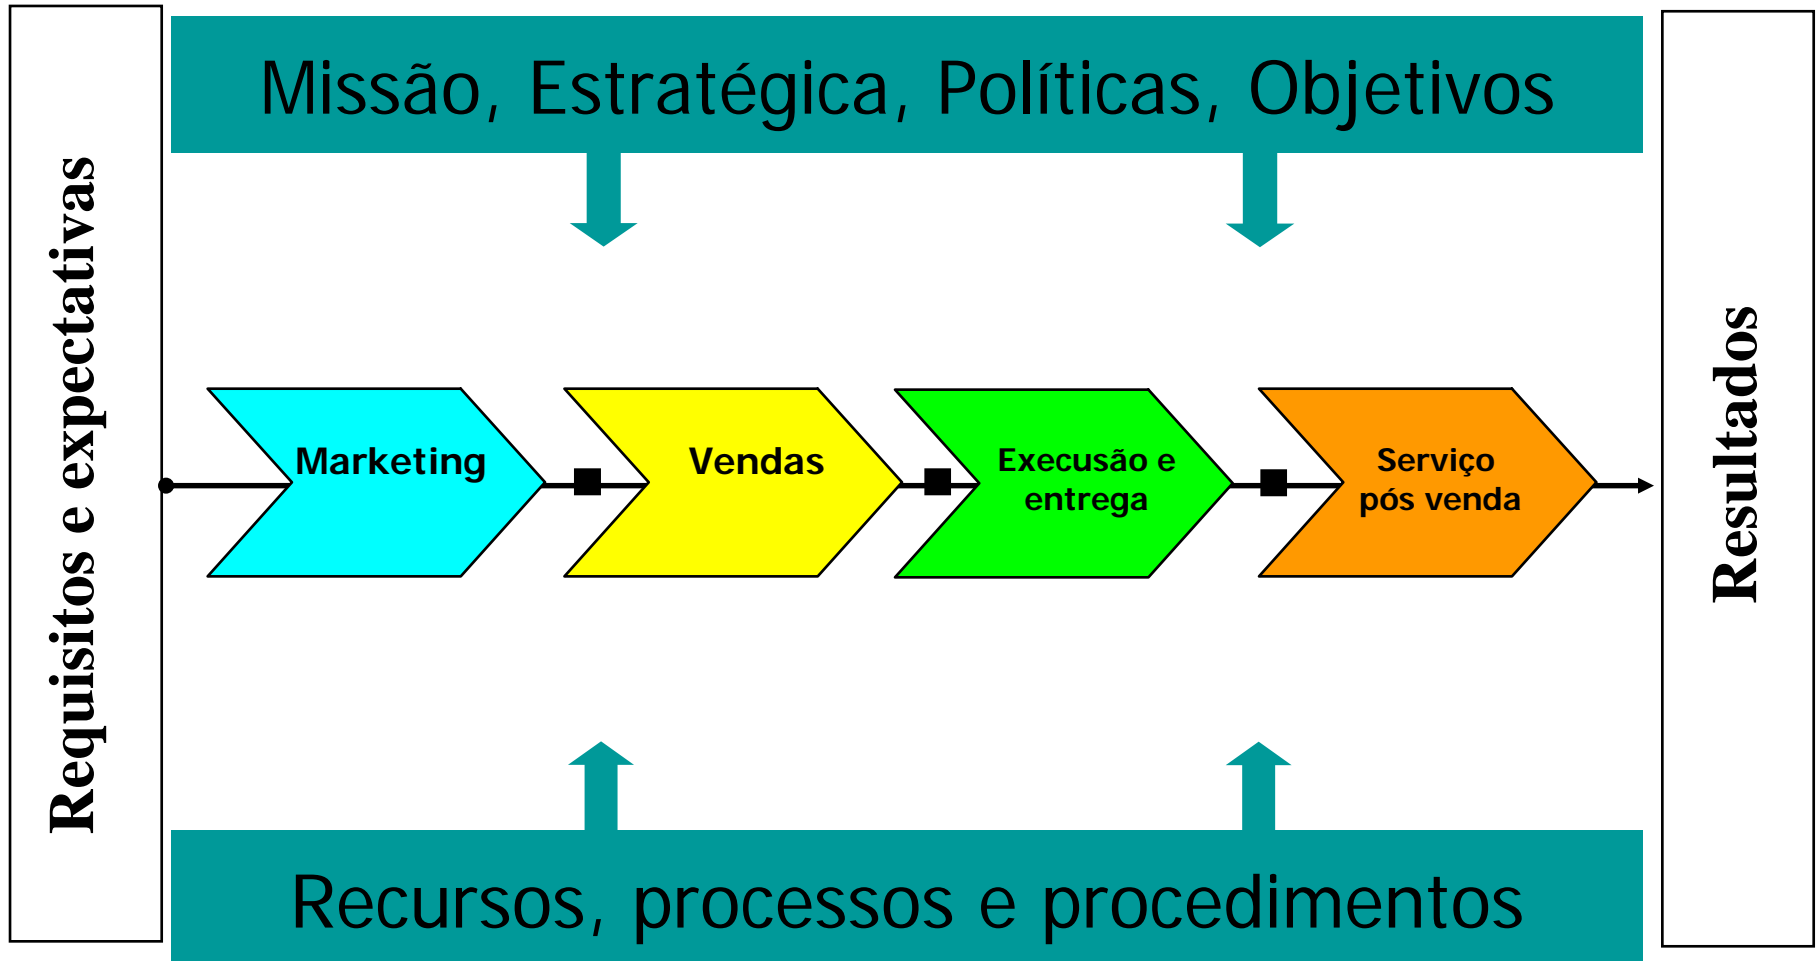 Missão, Estratégica, Políticas, Objetivos
Requisitos e expectativas
Marketing
Vendas
Execusão e
entrega
Serviço
pós venda
Resultados
Recursos, processos e procedimentos